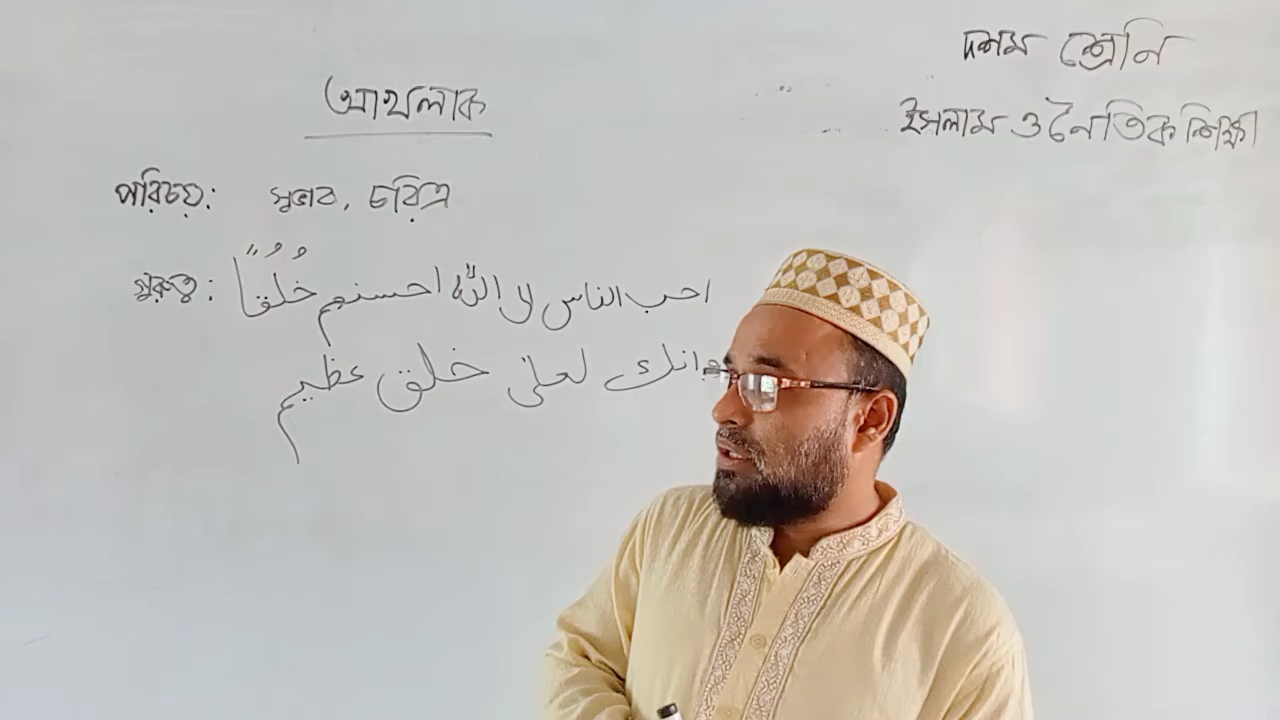 দশম শ্রেনি
ইসলাম ও নৈতিক শিক্ষা
আখলাক
পরিচয়: স্বভাব, চরিত্র
গুরুত্ব: احب الناس الى الله احسنهم خُلُقًا
وانك لعلىٰ خلق عظيم